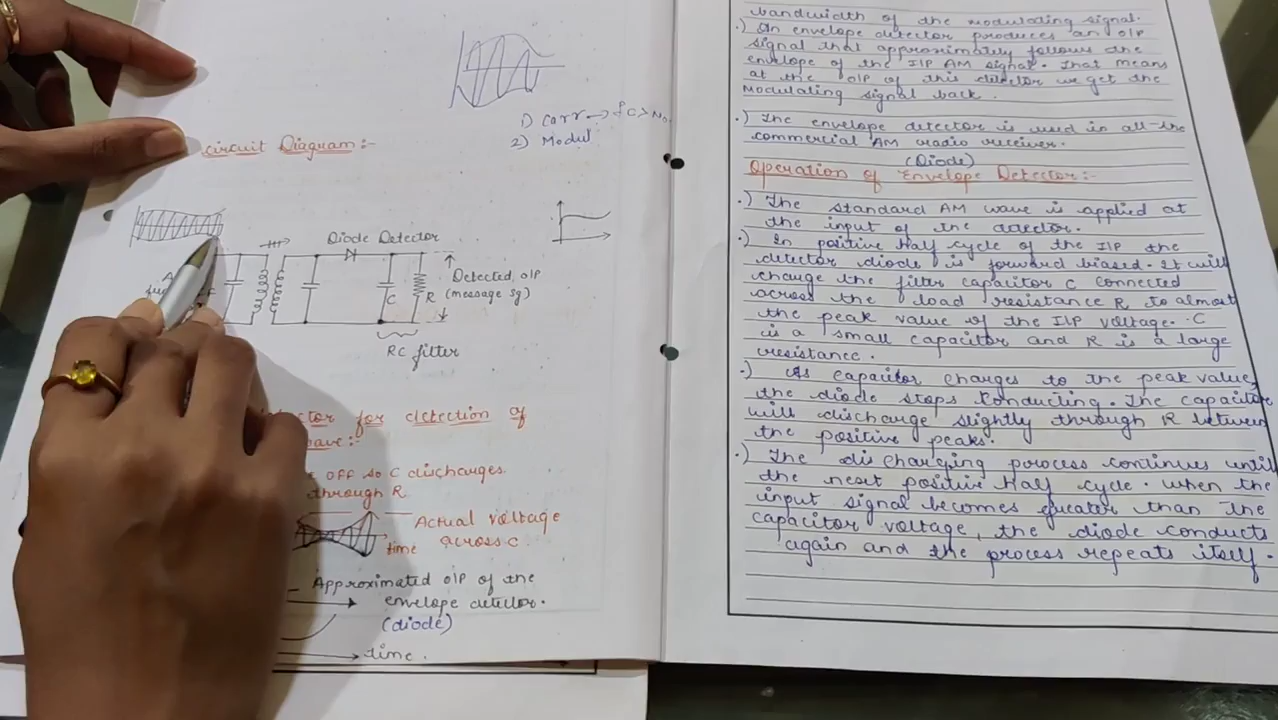 1) Carr → fc >
2) Modul
Circuit Diagram:-
Diode Detector
Detected O/P
(message sg)
C
R
RC filter
for detection of
OFF so C discharges
through R
Actual voltage
across C
time
Approximated O/P of the
envelope detector.
(diode)
time.
bandwidth of the modulating signal.
.) An envelope detector produces an O/P
signal that approximately follows the
envelope of the I/P AM signal. That means
at the O/P of this detector we get the
Modulating signal back.
.) The envelope detector is used in all the
commercial AM radio receiver.
(Diode)
Operation of Envelope Detector:-
.) The standard AM wave is applied at
the input of the detector.
.) In positive half cycle of the I/P the
detector diode is forward biased. It will
charge the filter capacitor C connected
across the load resistance R to almost
the peak value of the I/P voltage. C
is a small capacitor and R is a large
resistance.
.) As capacitor charges to the peak value,
the diode stops conducting. The capacitor
will discharge slightly through R between
the positive peaks.
.) The discharging process continues until
the next positive half cycle. When the
input signal becomes greater than the
capacitor voltage, the diode conducts
again and the process repeats itself.